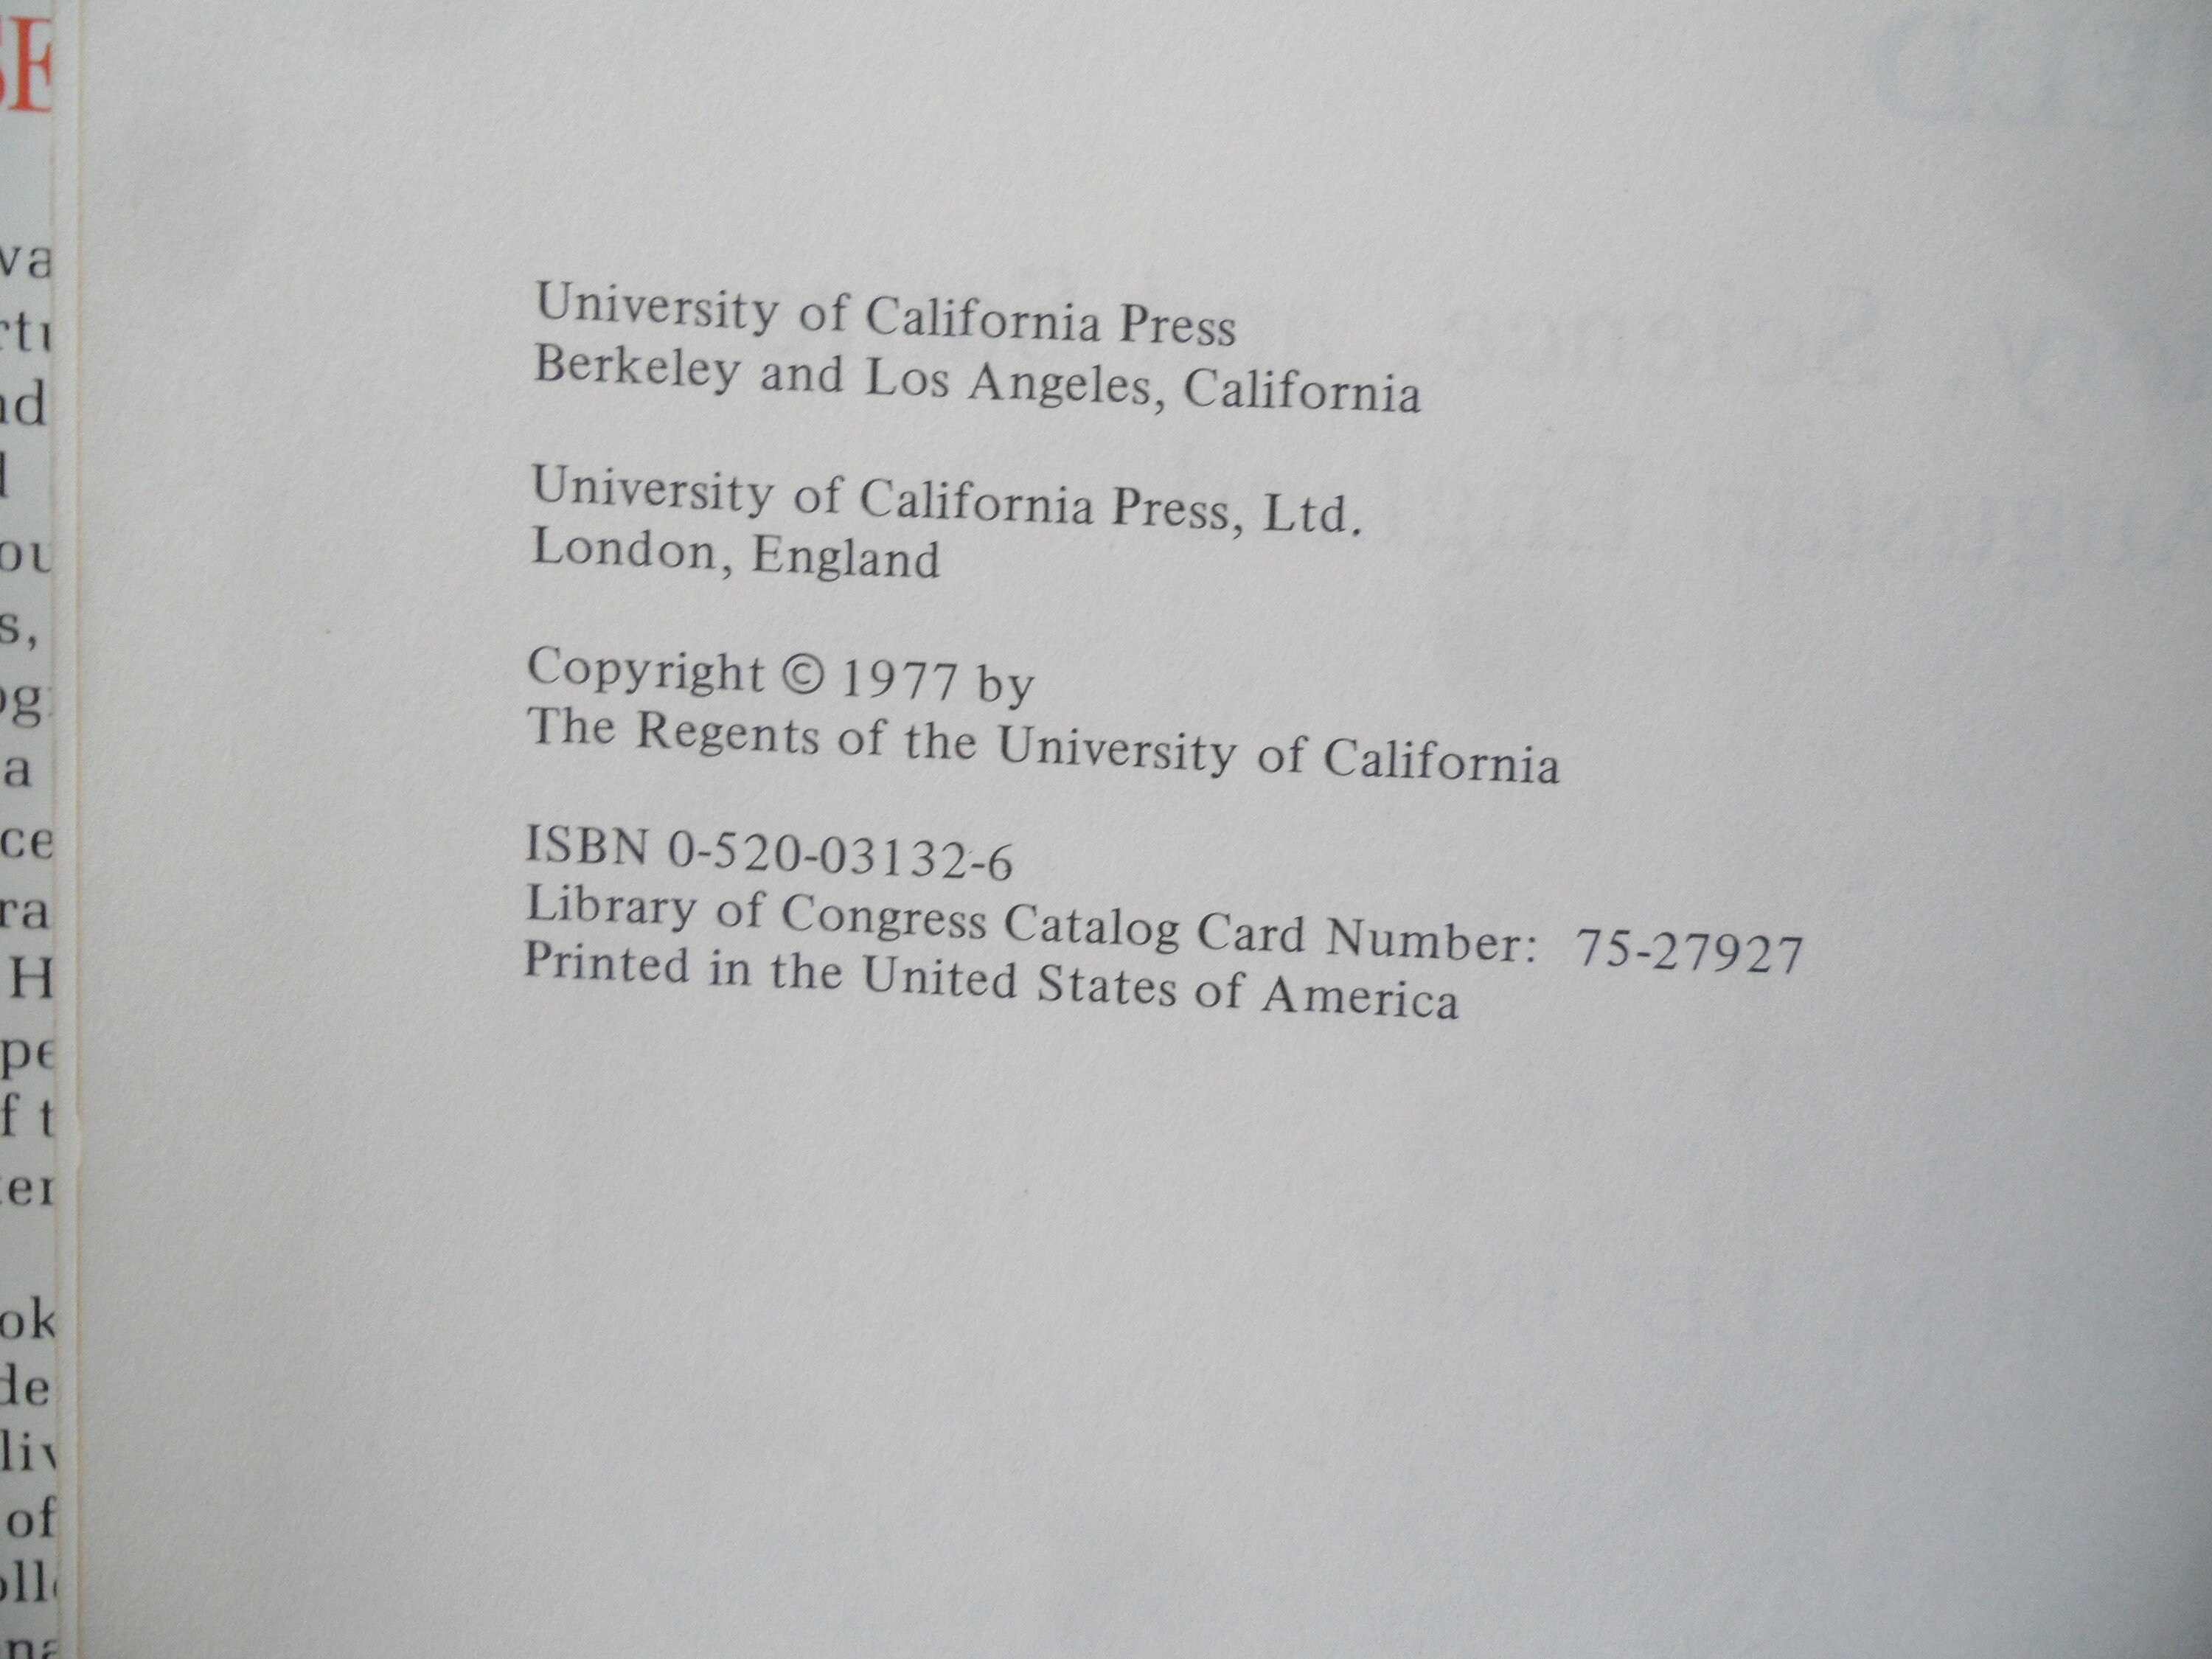 University of California Press
Berkeley and Los Angeles, California
University of California Press, Ltd.
London, England
Copyright © 1977 by
The Regents of the University of California
ISBN 0-520-03132-6
Library of Congress Catalog Card Number: 75-27927
Printed in the United States of America